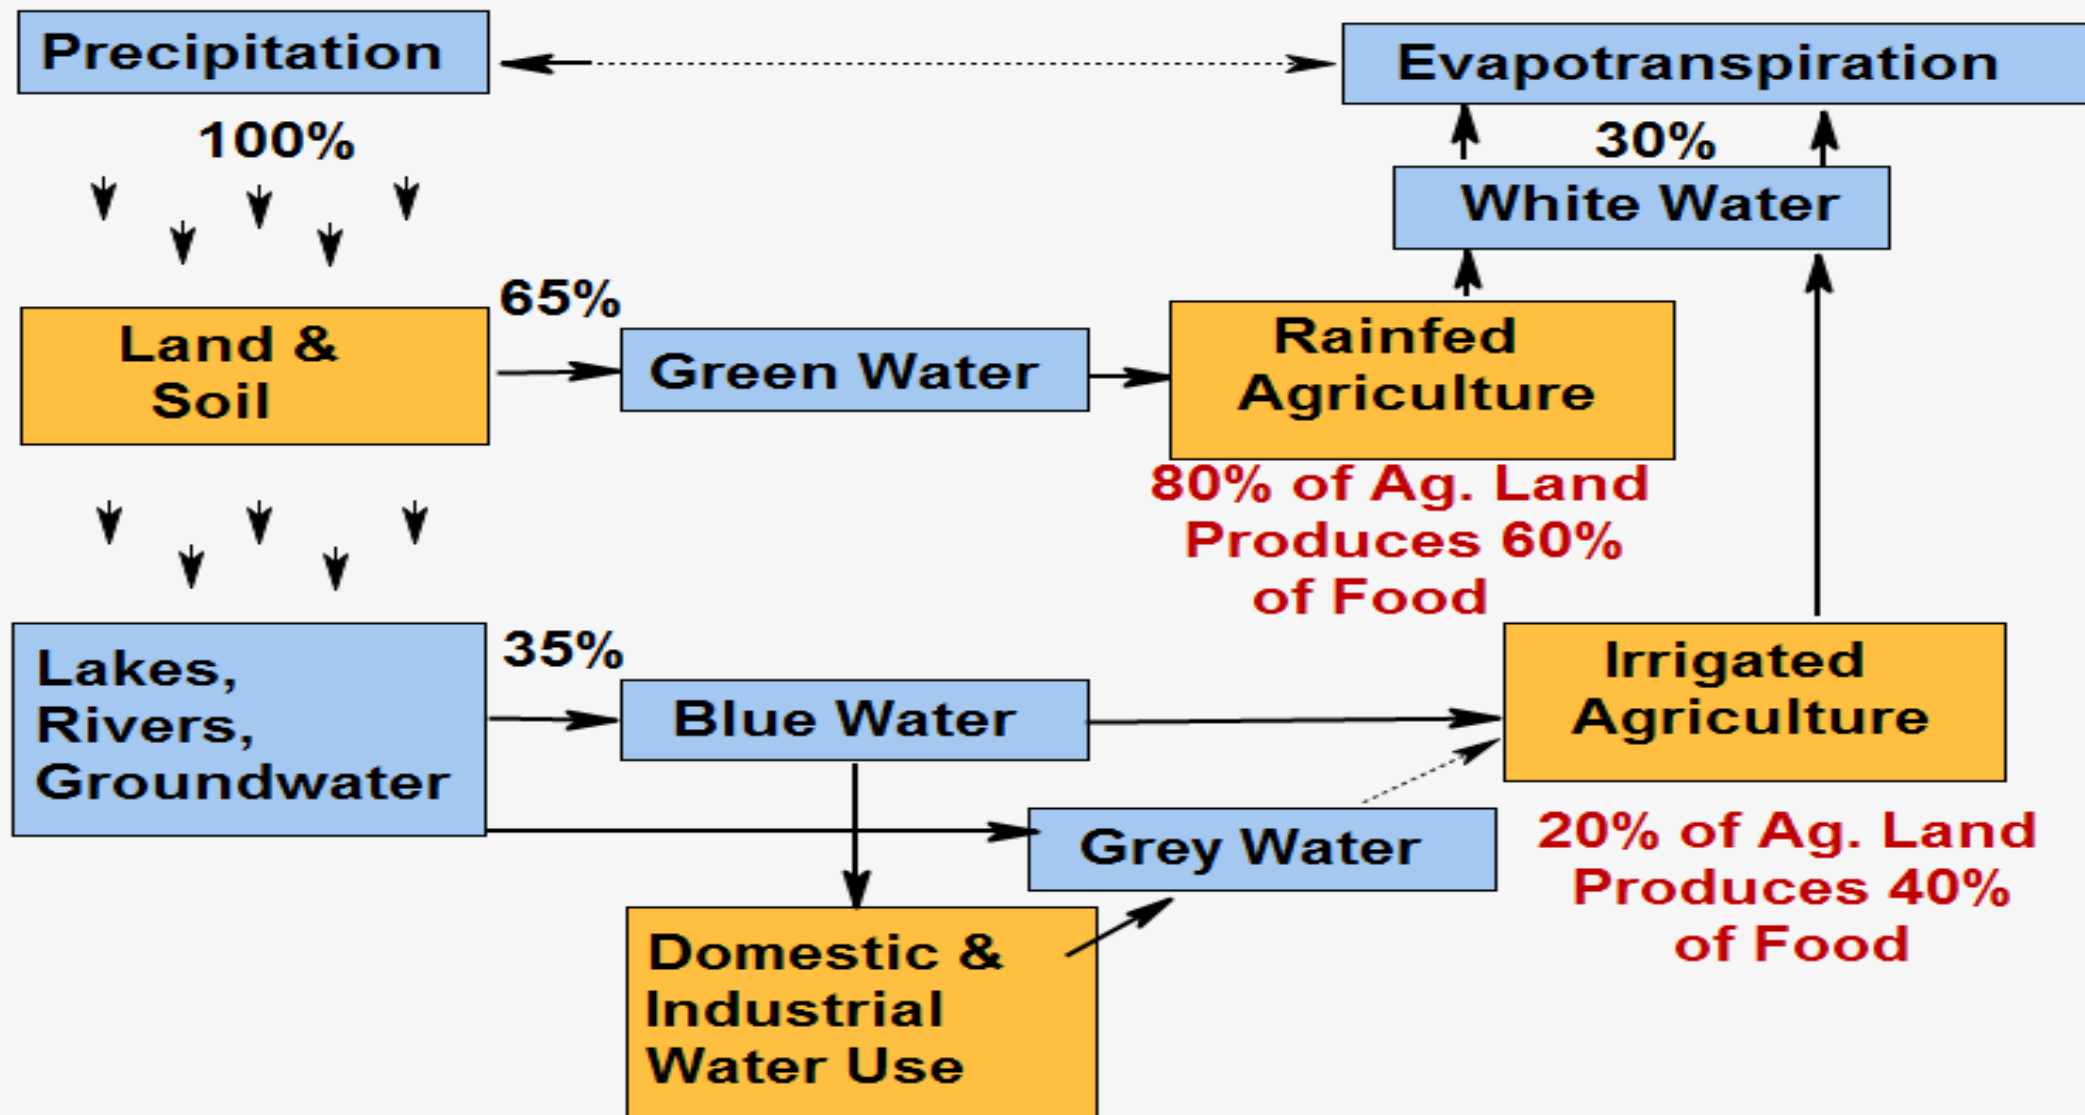 Precipitation
Evapotranspiration
100%
30%
White Water
65%
Land &
Soil
Green Water
Rainfed
Agriculture
80% of Ag. Land
Produces 60%
of Food
35%
Lakes,
Rivers,
Groundwater
Blue Water
Irrigated
Agriculture
Grey Water
20% of Ag. Land
Produces 40%
of Food
Domestic &
Industrial
Water Use